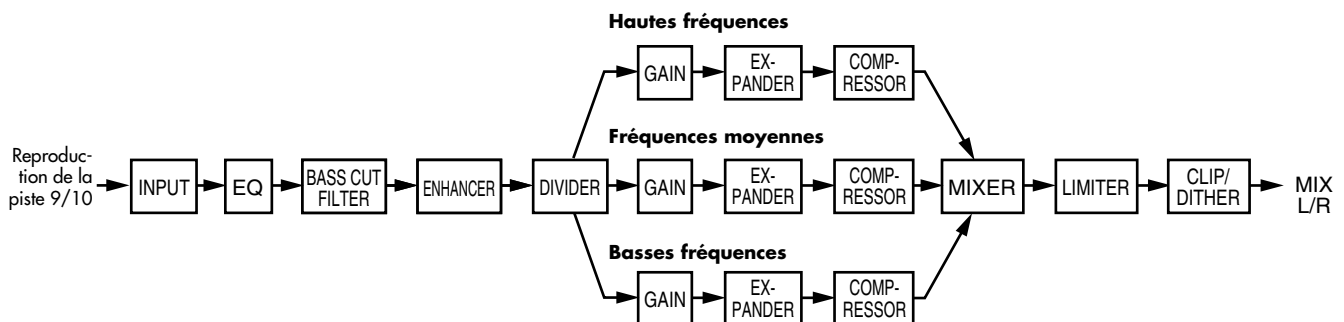 Hautes fréquences
GAIN
EX-
PANDER
COMP-
RESSOR
Fréquences moyennes
Reproduc-
tion de la
piste 9/10
INPUT
EQ
BASS CUT
FILTER
ENHANCER
DIVIDER
GAIN
EX-
PANDER
COMP-
RESSOR
MIXER
LIMITER
CLIP/
DITHER
MIX
L/R
Basses fréquences
GAIN
EX-
PANDER
COMP-
RESSOR